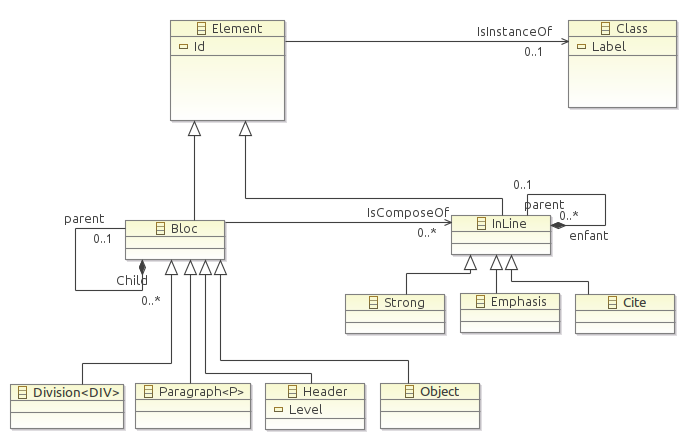 Element
Id
IsInstanceOf
0..1
Class
Label
parent
0..1
Bloc
Child
0..*
IsComposeOf
0..*
0..1
parent
0..*
InLine
enfant
Strong
Emphasis
Cite
Division<DIV>
Paragraph<P>
Header
Level
Object